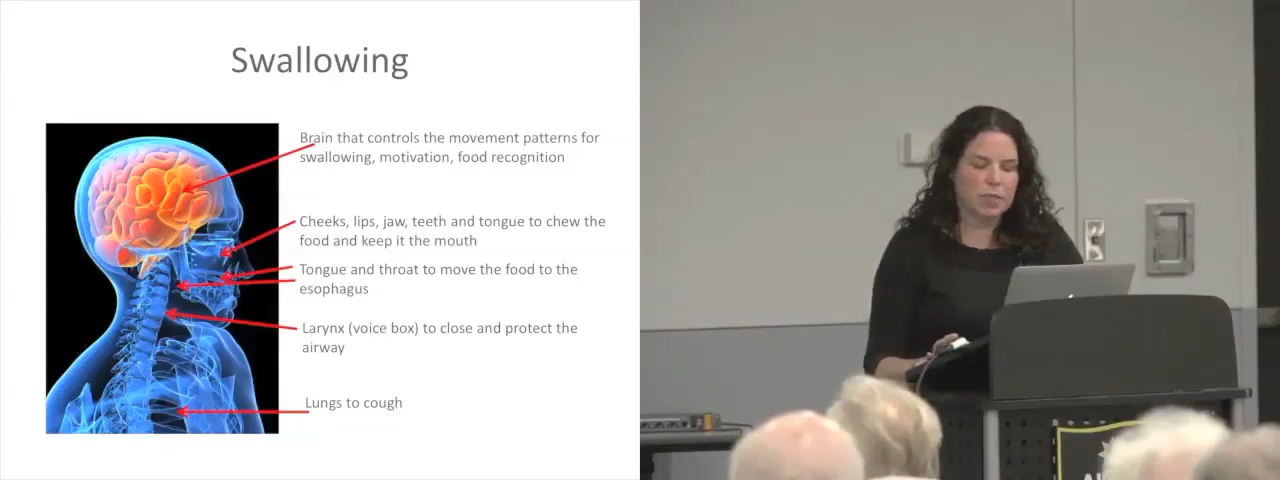 Swallowing
Brain that controls the movement patterns for
swallowing, motivation, food recognition
Cheeks, lips, jaw, teeth and tongue to chew the
food and keep it the mouth
Tongue and throat to move the food to the
esophagus
Larynx (voice box) to close and protect the
airway
Lungs to cough